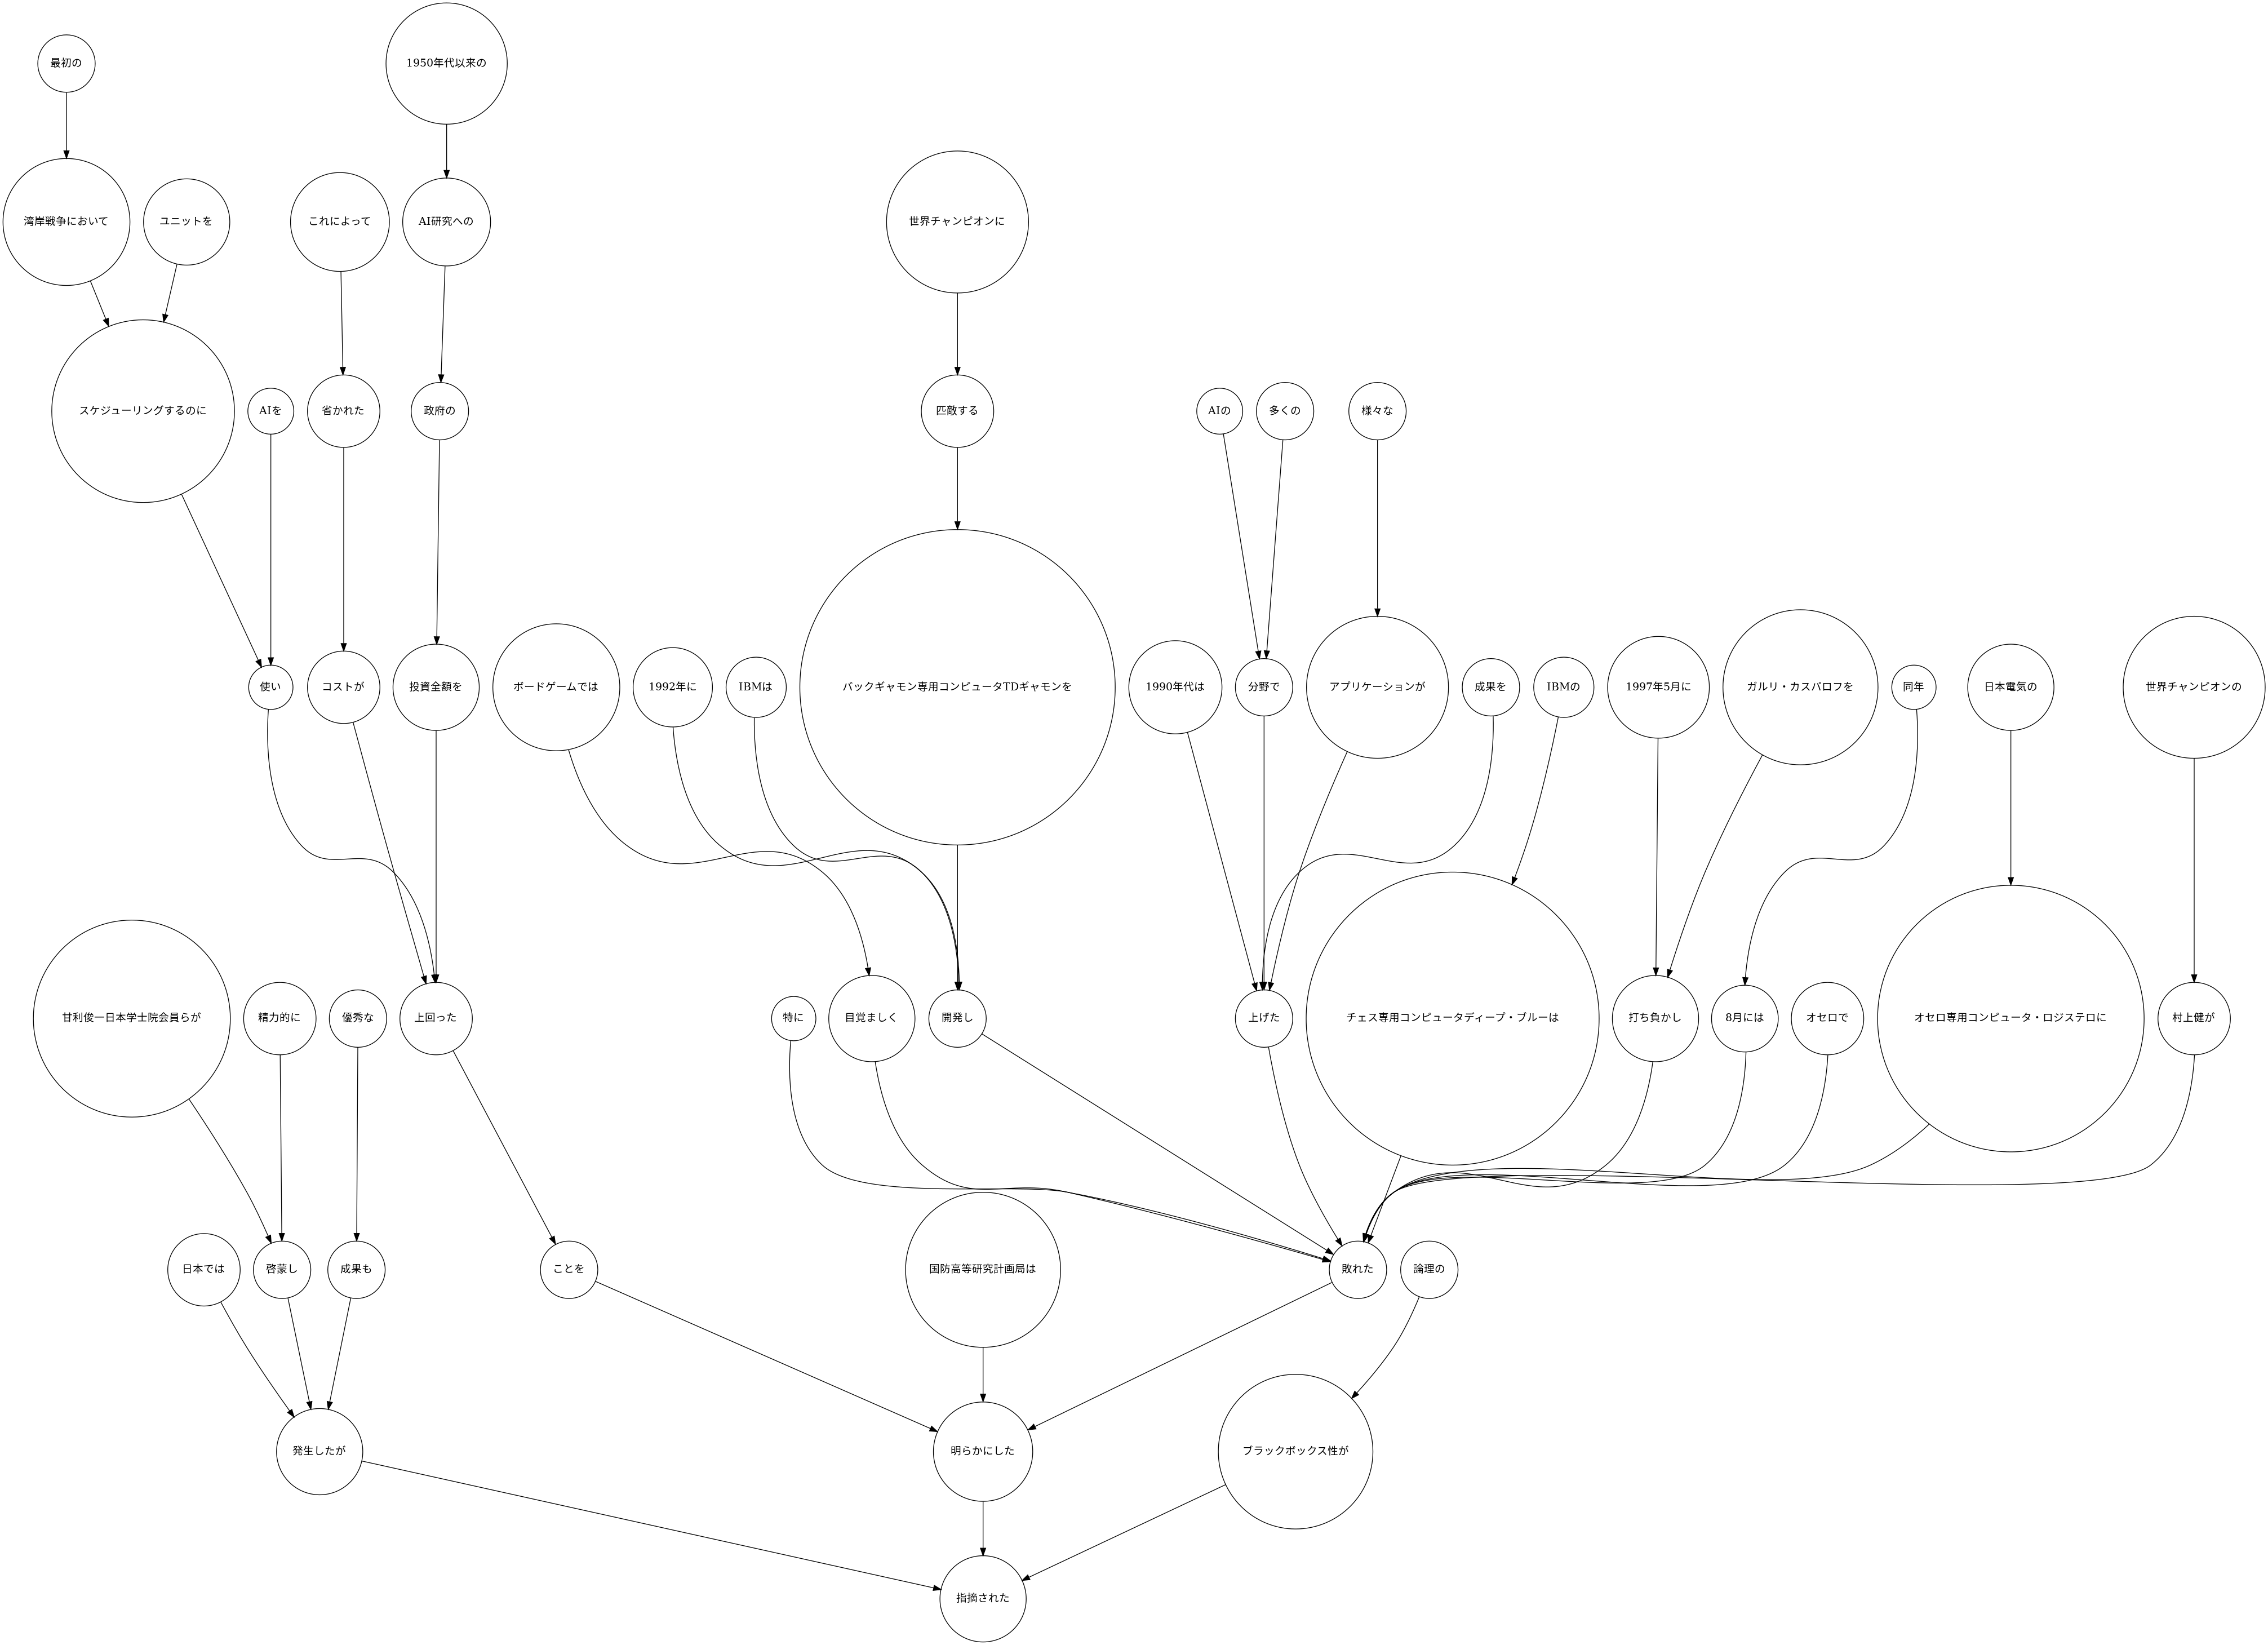 最初の
1950年代以来の
湾岸戦争において
ユニットを
これによって
AI研究への
世界チャンピオンに
スケジューリングするのに
AIを
省かれた
政府の
匹敵する
AIの
多くの
様々な
使い
コストが
投資全額を
ボードゲームでは
1992年に
IBMは
バックギャモン専用コンピュータTDギャモンを
1990年代は
分野で
アプリケーションが
成果を
IBMの
1997年5月に
ガルリ・カスパロフを
同年
日本電気の
世界チャンピオンの
甘利俊一日本学士院会員らが
精力的に
優秀な
上回った
特に
目覚ましく
開発し
上げた
チェス専用コンピュータディープ・ブルーは
打ち負かし
8月には
オセロで
オセロ専用コンピュータ・ロジステロに
村上健が
日本では
啓蒙し
成果も
ことを
国防高等研究計画局は
敗れた
論理の
発生したが
明らかにした
ブラックボックス性が
指摘された